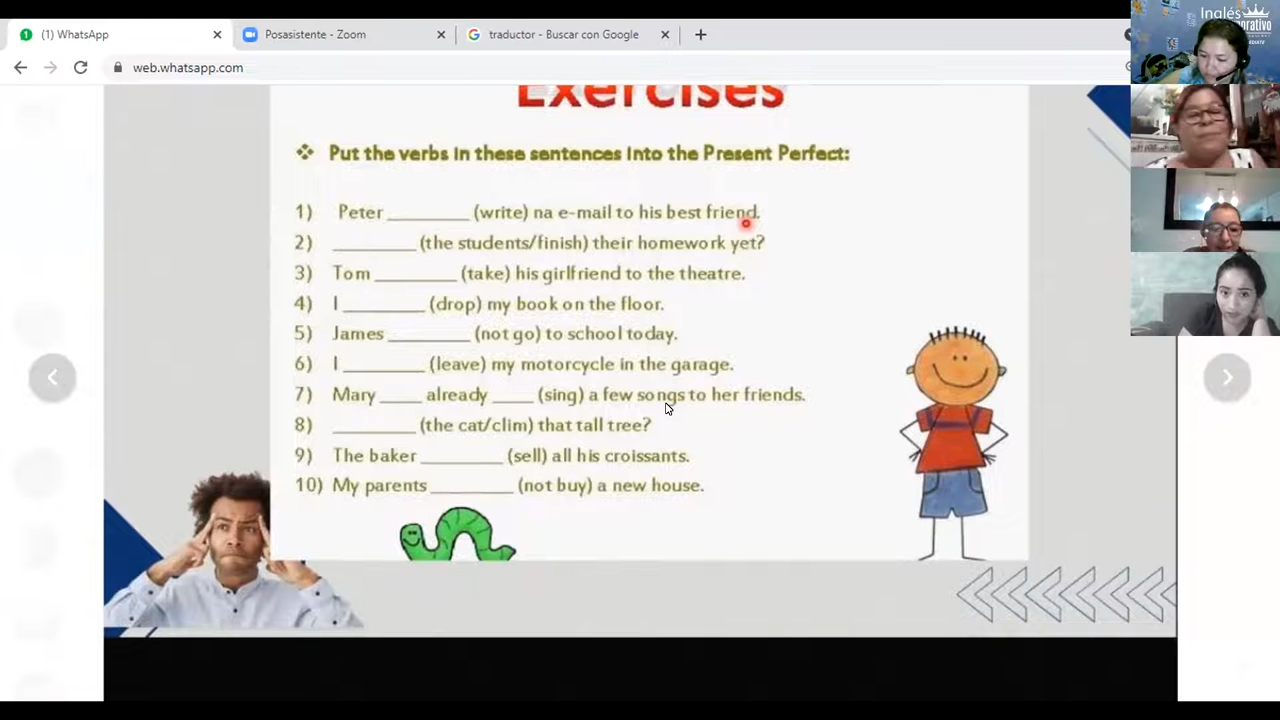 (1) WhatsApp
Posasistente - Zoom
traductor - Buscar con Google
web.whatsapp.com
Inglés
Exercises
Put the verbs in these sentences into the Present Perfect:
1) Peter ________ (write) na e-mail to his best friend.
2) ________ (the students/finish) their homework yet?
3) Tom ________ (take) his girlfriend to the theatre.
4) I ________ (drop) my book on the floor.
5) James ________ (not go) to school today.
6) I ________ (leave) my motorcycle in the garage.
7) Mary ____ already ____ (sing) a few songs to her friends.
8) ________ (the cat/clim) that tall tree?
9) The baker ________ (sell) all his croissants.
10) My parents ________ (not buy) a new house.